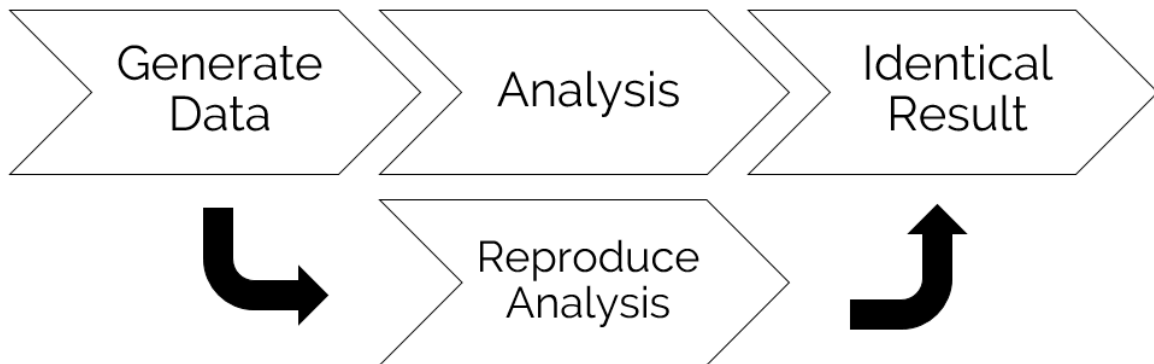 Generate
Data
Analysis
Identical
Result
Reproduce
Analysis